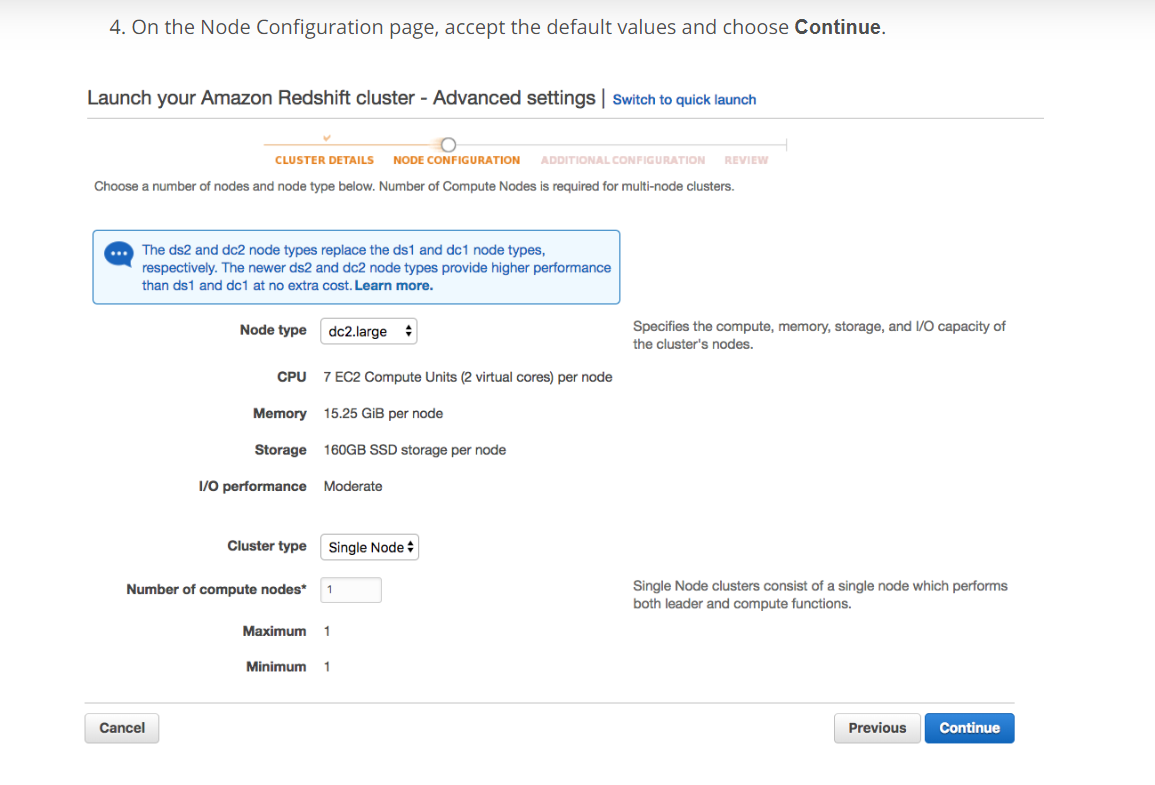 4. On the Node Configuration page, accept the default values and choose Continue.
Launch your Amazon Redshift cluster - Advanced settings | Switch to quick launch
CLUSTER DETAILS NODE CONFIGURATION ADDITIONAL CONFIGURATION REVIEW
Choose a number of nodes and node type below. Number of Compute Nodes is required for multi-node clusters.
The ds2 and dc2 node types replace the ds1 and dc1 node types,
respectively. The newer ds2 and dc2 node types provide higher performance
than ds1 and dc1 at no extra cost. Learn more.
Node type dc2.large Specifies the compute, memory, storage, and I/O capacity of
the cluster's nodes.
CPU 7 EC2 Compute Units (2 virtual cores) per node
Memory 15.25 GiB per node
Storage 160GB SSD storage per node
I/O performance Moderate
Cluster type Single Node
Number of compute nodes* 1 Single Node clusters consist of a single node which performs
both leader and compute functions.
Maximum 1
Minimum 1
Cancel Previous Continue